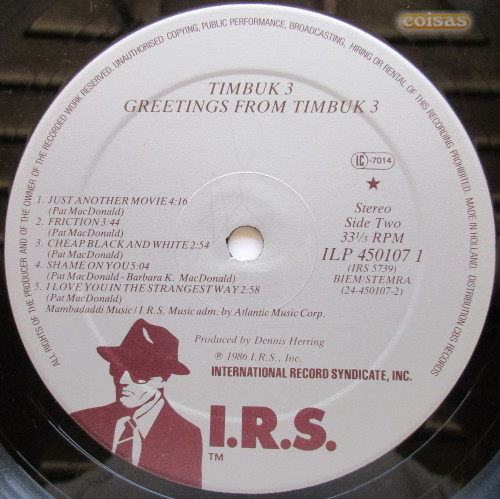 coisas
ALL RIGHTS OF THE PRODUCER AND OF THE OWNER OF THE RECORDED WORK RESERVED. UNAUTHORISED COPYING, PUBLIC PERFORMANCE, BROADCASTING, HIRING OR RENTAL OF THIS RECORDING PROHIBITED. MADE IN HOLLAND. DISTRIBUTION CBS RECORDS
TIMBUK 3
GREETINGS FROM TIMBUK 3
LC-7014
1. JUST ANOTHER MOVIE 4:16
(Pat MacDonald)
2. FRICTION 3:44
(Pat MacDonald)
3. CHEAP BLACK AND WHITE 2:54
(Pat MacDonald)
4. SHAME ON YOU 5:04
(Pat MacDonald - Barbara K. MacDonald)
5. I LOVE YOU IN THE STRANGEST WAY 2:58
(Pat MacDonald)
Mambadaddi Music / I.R.S. Music adm. by Atlantic Music Corp.
★
Stereo
Side Two
33⅓ RPM
ILP 450107 1
(IRS 5739)
BIEM/STEMRA
(24-450107-2)
Produced by Dennis Herring
℗ 1986 I.R.S., Inc.
INTERNATIONAL RECORD SYNDICATE, INC.
I.R.S.
TM